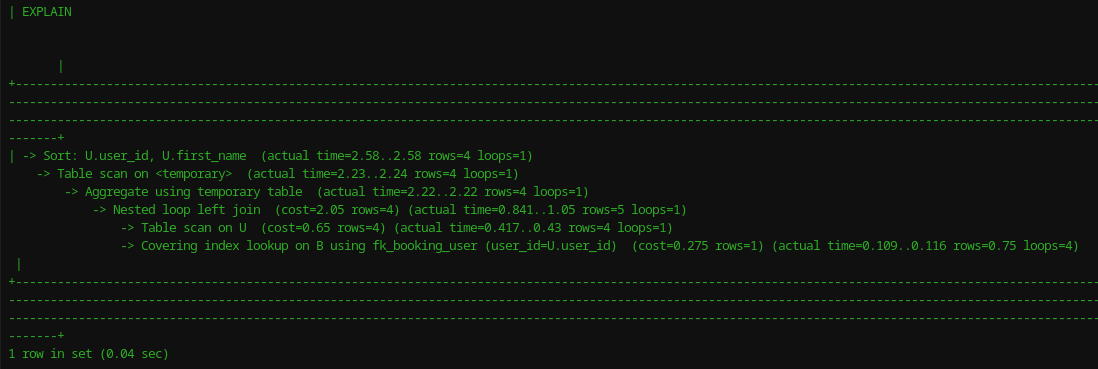 | EXPLAIN
|
+-----------------------------------------------------------------------------------------------------------------------------------------------------------
------------------------------------------------------------------------------------------------------------------------------------------------------------
------------------------------------------------------------------------------------------------------------------------------------------------------------
-------+
| -> Sort: U.user_id, U.first_name  (actual time=2.58..2.58 rows=4 loops=1)
    -> Table scan on <temporary>  (actual time=2.23..2.24 rows=4 loops=1)
        -> Aggregate using temporary table  (actual time=2.22..2.22 rows=4 loops=1)
            -> Nested loop left join  (cost=2.05 rows=4) (actual time=0.841..1.05 rows=5 loops=1)
                -> Table scan on U  (cost=0.65 rows=4) (actual time=0.417..0.43 rows=4 loops=1)
                -> Covering index lookup on B using fk_booking_user (user_id=U.user_id)  (cost=0.275 rows=1) (actual time=0.109..0.116 rows=0.75 loops=4)
|
+-----------------------------------------------------------------------------------------------------------------------------------------------------------
------------------------------------------------------------------------------------------------------------------------------------------------------------
------------------------------------------------------------------------------------------------------------------------------------------------------------
-------+
1 row in set (0.04 sec)